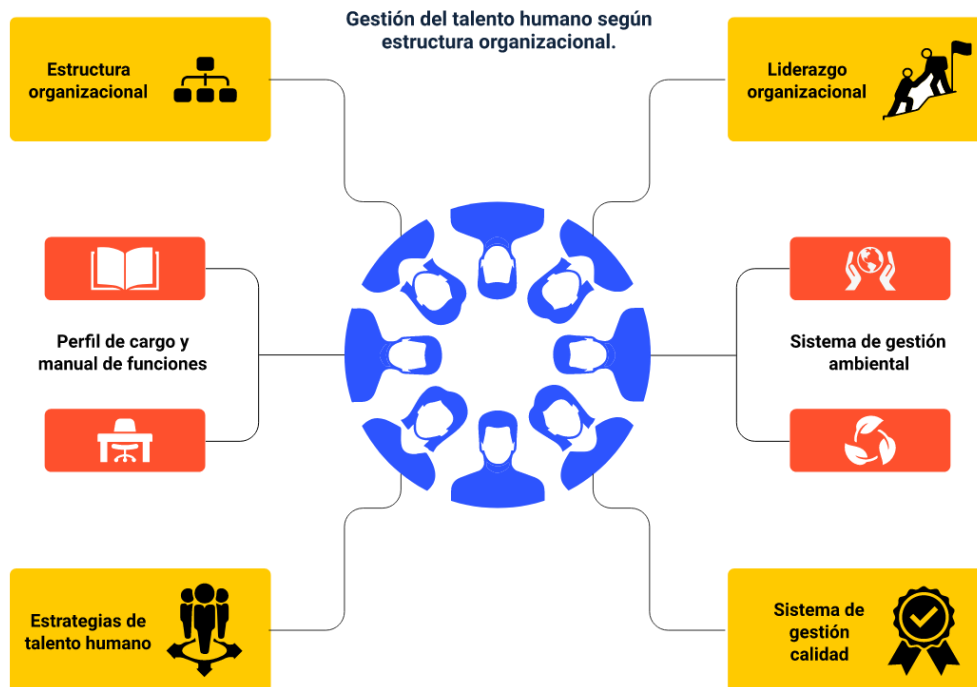 Gestión del talento humano según
estructura organizacional.
Estructura
organizacional
Liderazgo
organizacional
Perfil de cargo y
manual de funciones
Sistema de gestión
ambiental
Estrategias de
talento humano
Sistema de
gestión
calidad